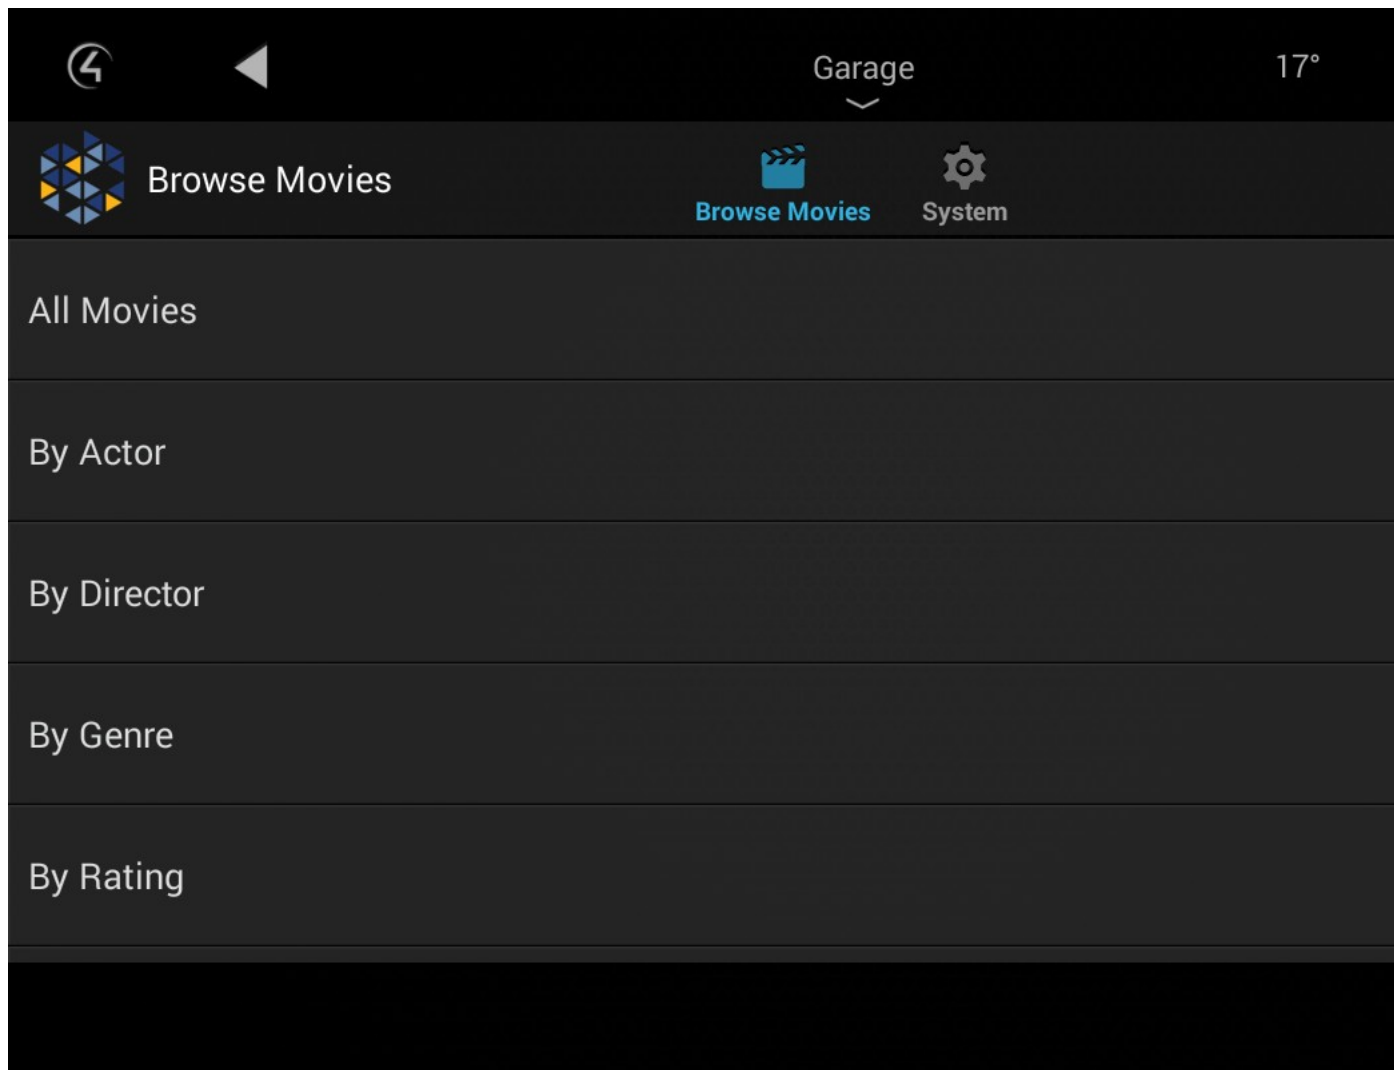 Garage
17°
Browse Movies
Browse Movies
System
All Movies
By Actor
By Director
By Genre
By Rating